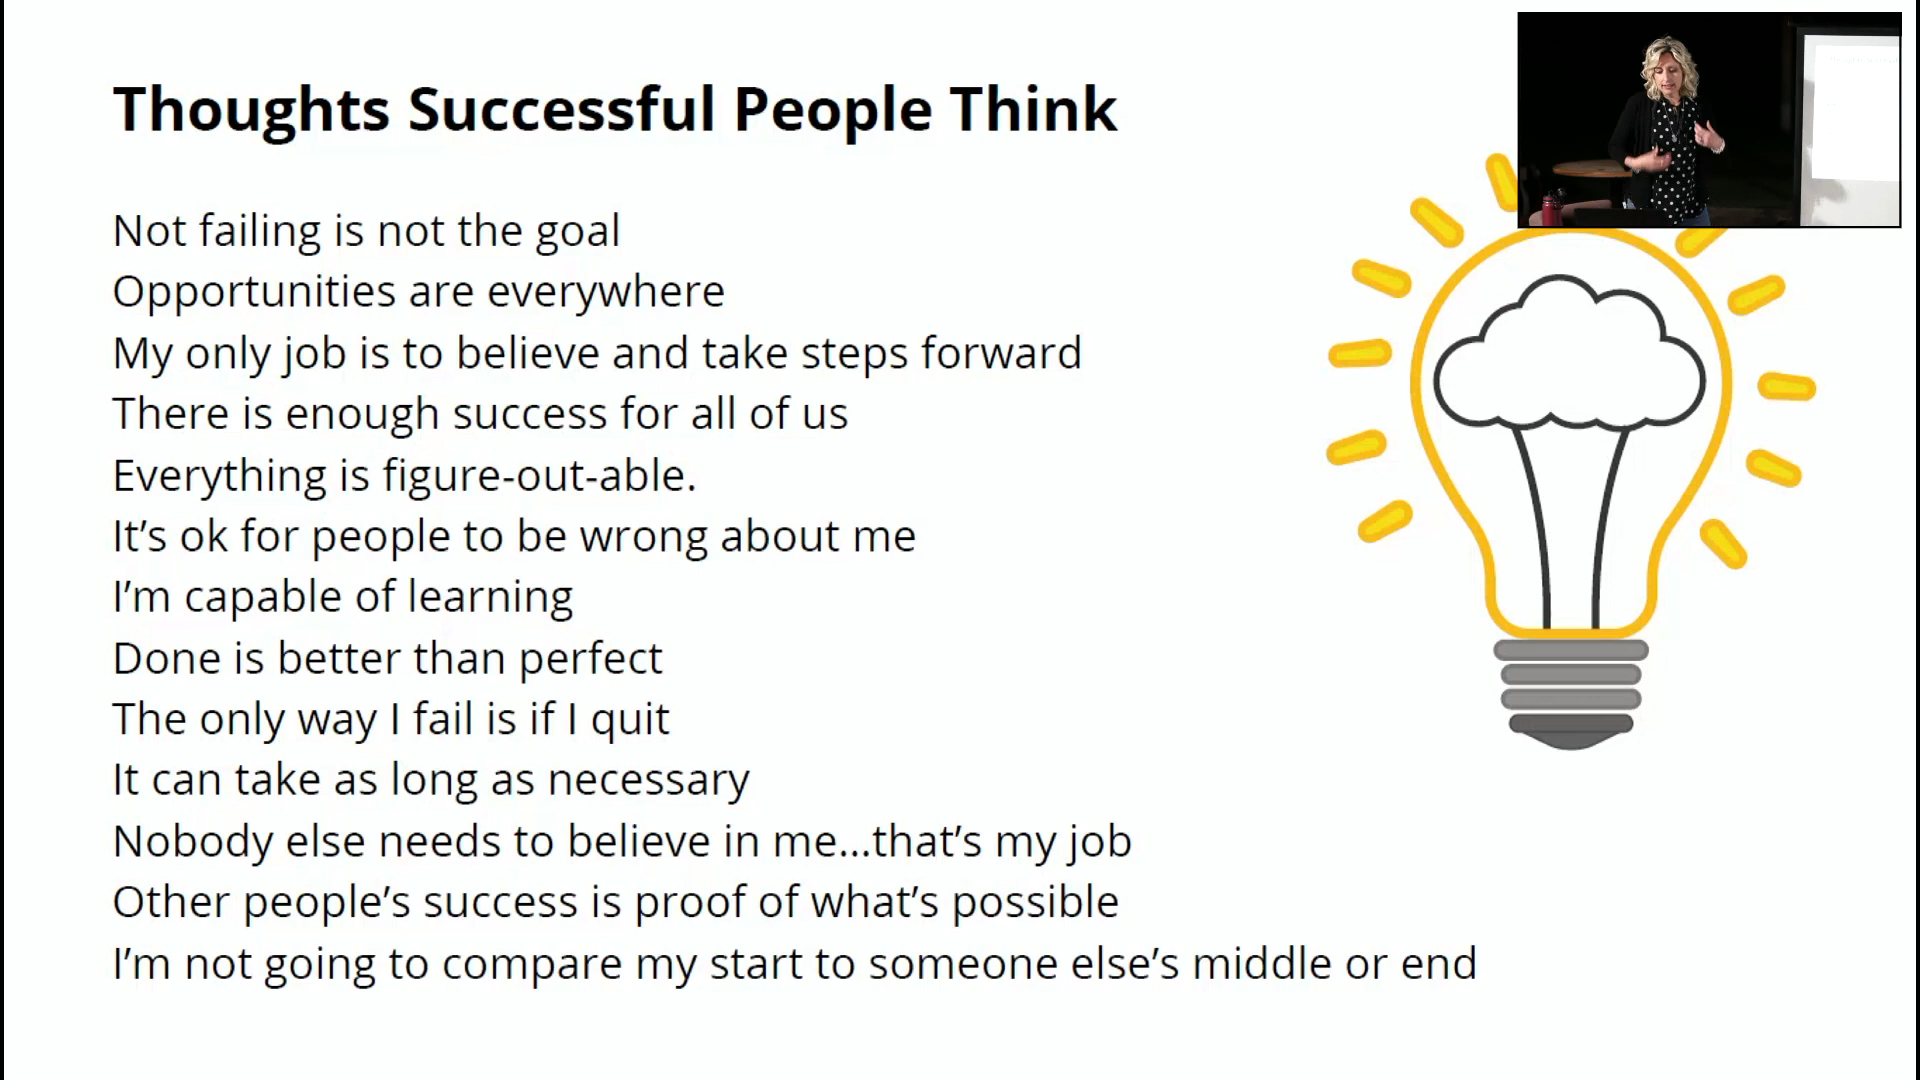 Thoughts Successful People Think
Not failing is not the goal
Opportunities are everywhere
My only job is to believe and take steps forward
There is enough success for all of us
Everything is figure-out-able.
It’s ok for people to be wrong about me
I’m capable of learning
Done is better than perfect
The only way I fail is if I quit
It can take as long as necessary
Nobody else needs to believe in me...that’s my job
Other people’s success is proof of what’s possible
I’m not going to compare my start to someone else’s middle or end